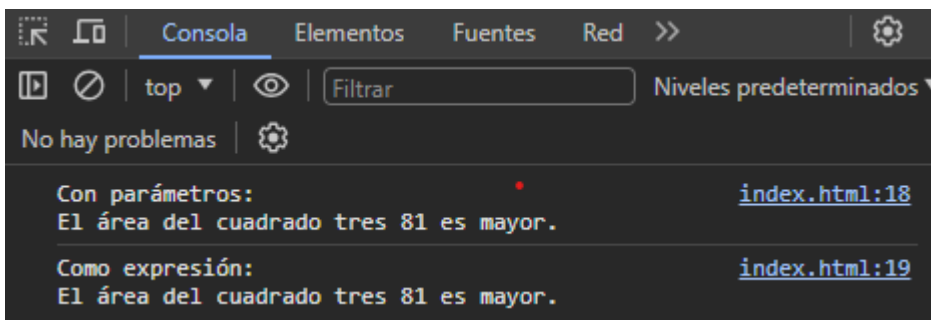 Consola Elementos Fuentes Red
top Filtrar Niveles predeterminados
No hay problemas
Con parámetros: index.html:18
El área del cuadrado tres 81 es mayor.
Como expresión: index.html:19
El área del cuadrado tres 81 es mayor.